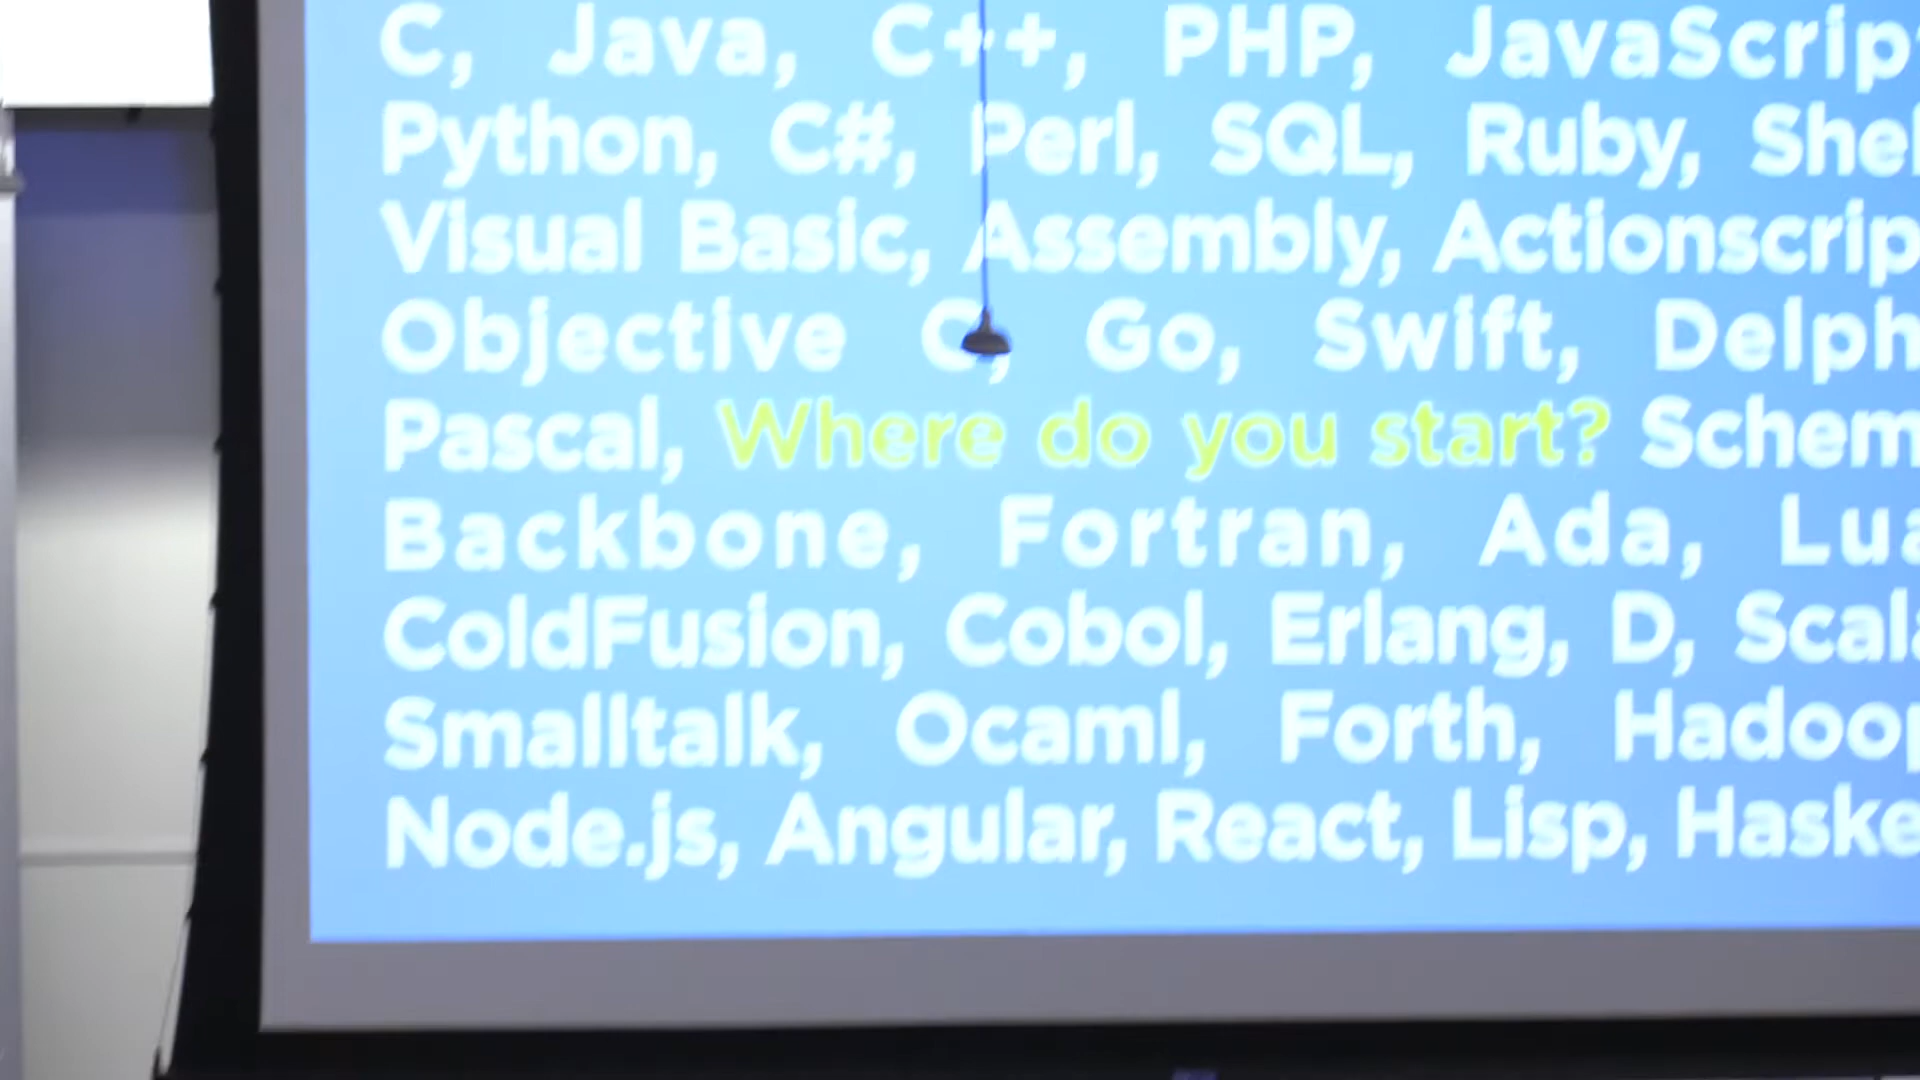 C, Java, C++, PHP, JavaScrip
Python, C#, Perl, SQL, Ruby, Shel
Visual Basic, Assembly, Actionscrip
Objective C, Go, Swift, Delph
Pascal, Where do you start? Schem
Backbone, Fortran, Ada, Lua
ColdFusion, Cobol, Erlang, D, Scala
Smalltalk, Ocaml, Forth, Hadoop
Node.js, Angular, React, Lisp, Haske